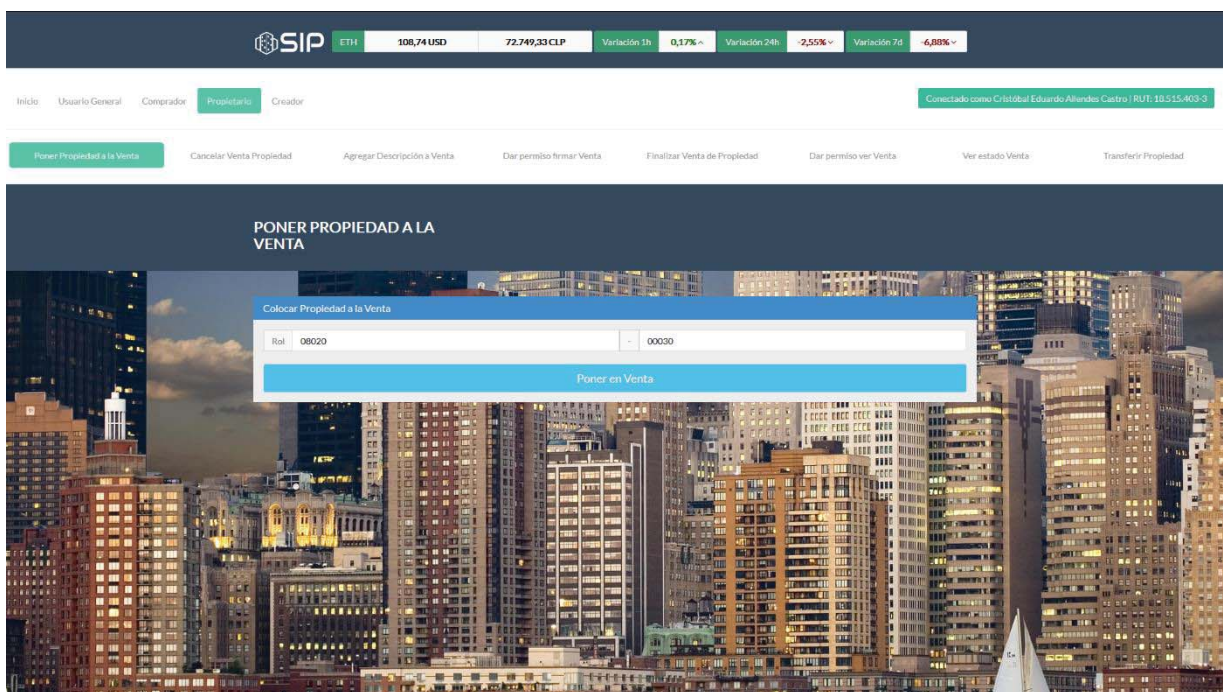 SIP ETH 108,74 USD 72.749,33 CLP Variación 1h 0,17% Variación 24h -2,55% Variación 7d -6,88%
Inicio Usuario General Comprador Propietario Creador Conectado como Cristóbal Eduardo Allendes Castro | RUT: 18.515.403-3
Poner Propiedad a la Venta Cancelar Venta Propiedad Agregar Descripción a Venta Dar permiso firmar Venta Finalizar Venta de Propiedad Dar permiso ver Venta Ver estado Venta Transferir Propiedad
PONER PROPIEDAD A LA
VENTA
Colocar Propiedad a la Venta
Rol 08020 - 00030
Poner en Venta